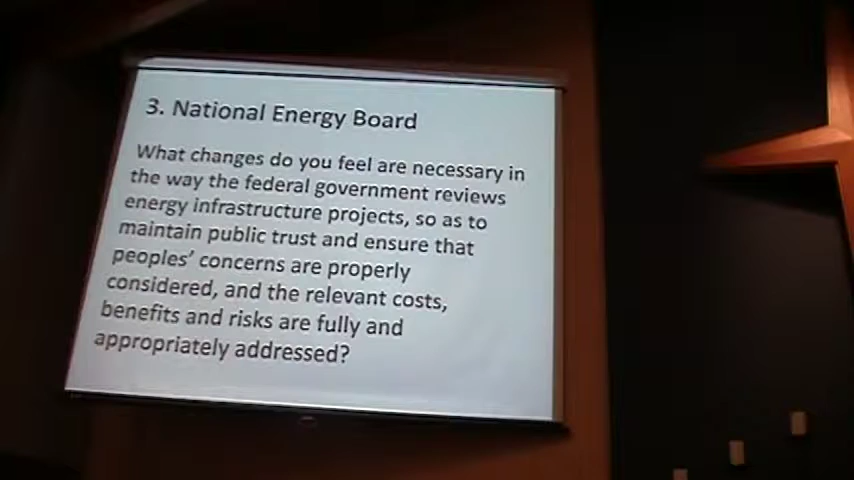 3. National Energy Board
What changes do you feel are necessary in
the way the federal government reviews
energy infrastructure projects, so as to
maintain public trust and ensure that
peoples’ concerns are properly
considered, and the relevant costs,
benefits and risks are fully and
appropriately addressed?